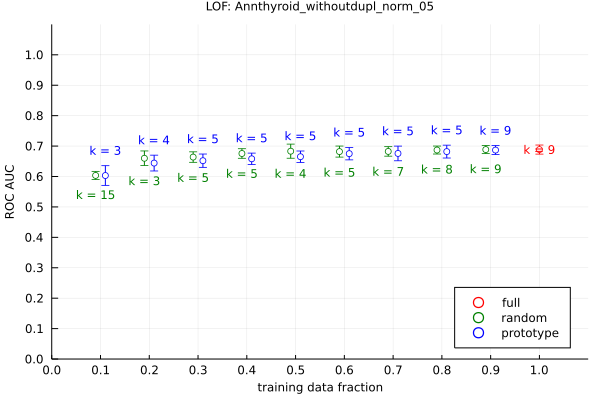 LOF: Annthyroid_withoutdupl_norm_05
ROC AUC
1.0
0.9
0.8
0.7
0.6
0.5
0.4
0.3
0.2
0.1
0.0
k = 3
k = 4
k = 5
k = 5
k = 5
k = 5
k = 5
k = 5
k = 9
k = 15
k = 3
k = 5
k = 5
k = 4
k = 5
k = 7
k = 8
k = 9
k = 9
full
random
prototype
0.0 0.1 0.2 0.3 0.4 0.5 0.6 0.7 0.8 0.9 1.0
training data fraction